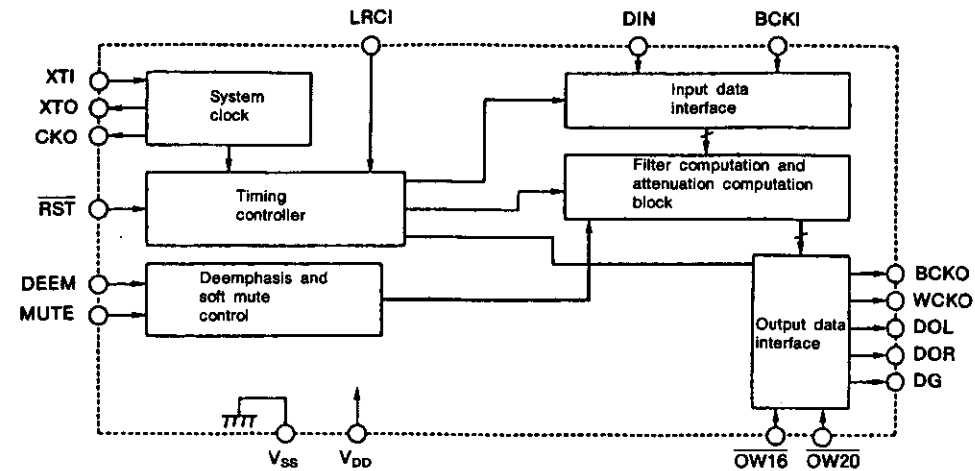 LRCI
DIN
BCKI
XTI
XTO
CKO
System
clock
Input data
interface
RST
Timing
controller
Filter computation and
attenuation computation
block
DEEM
MUTE
Deemphasis and
soft mute
control
Output data
interface
BCKO
WCKO
DOL
DOR
DG
VSS
VDD
OW16
OW20